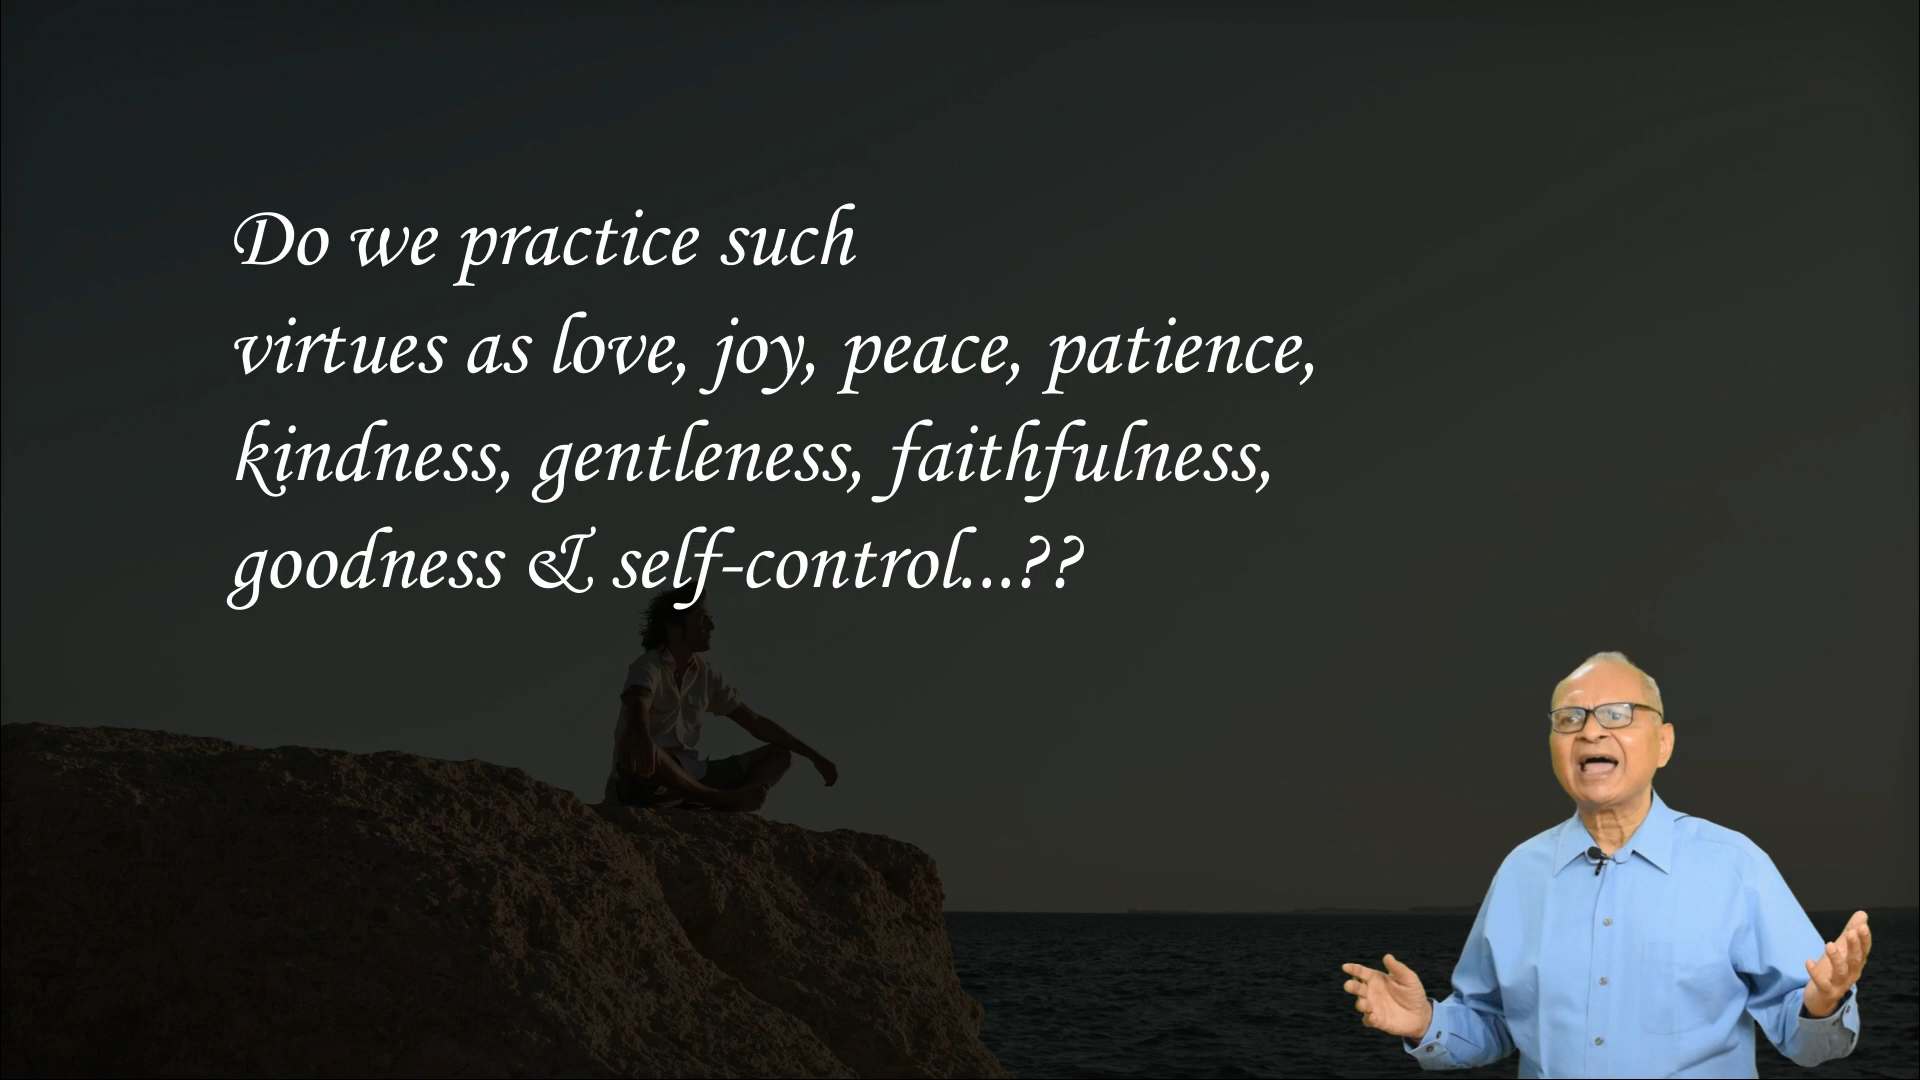 Do we practice such
virtues as love, joy, peace, patience,
kindness, gentleness, faithfulness,
goodness & self-control...??